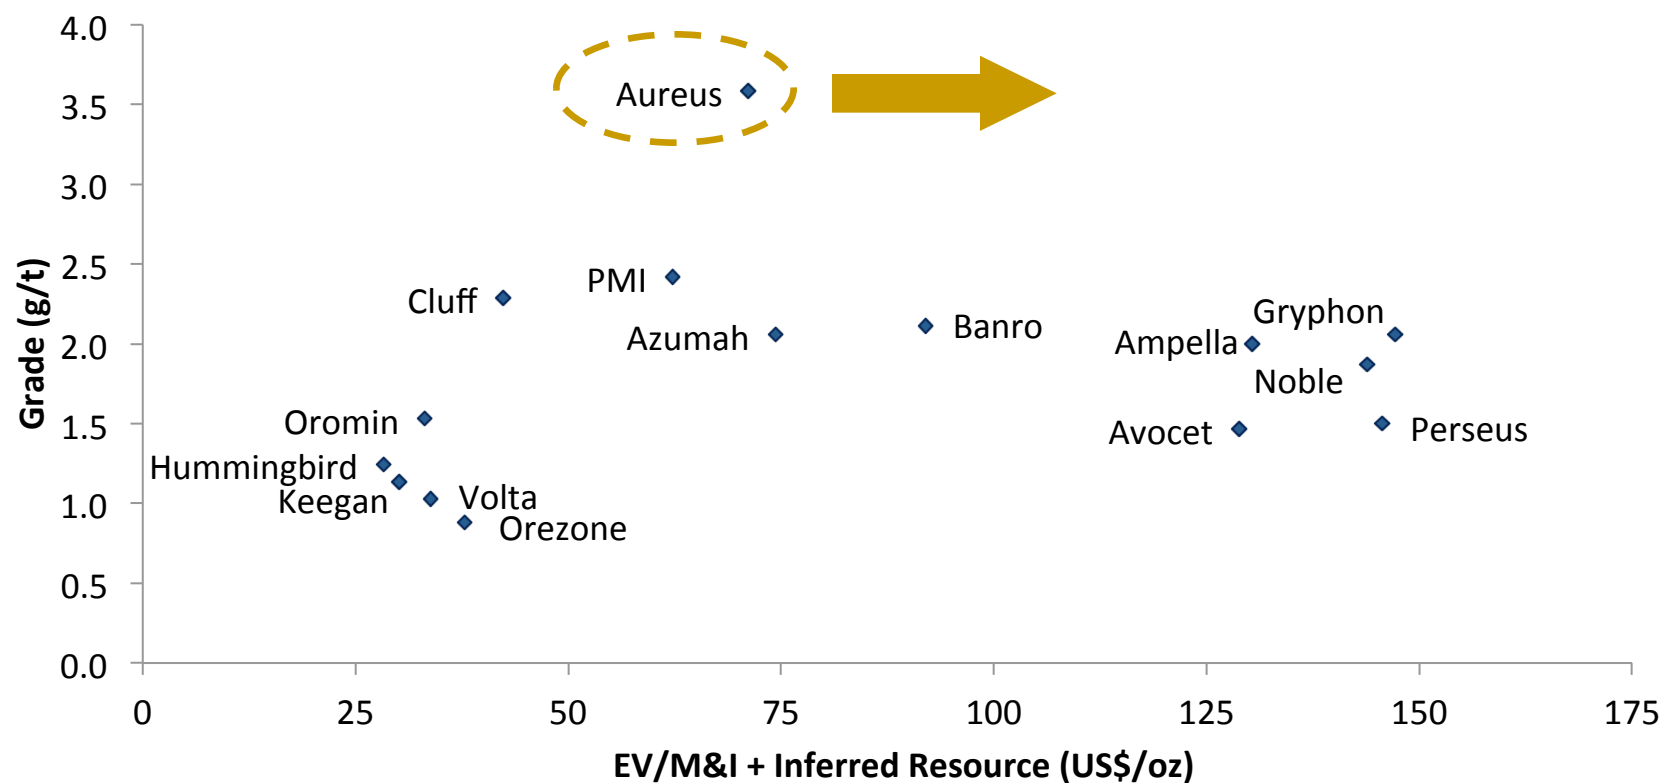 4.0
3.5
3.0
2.5
2.0
1.5
1.0
0.5
0.0
Grade (g/t)
Aureus
PMI
Cluff
Azumah
Banro
Gryphon
Ampella
Noble
Avocet
Perseus
Oromin
Hummingbird
Keegan
Volta
Orezone
0 25 50 75 100 125 150 175
EV/M&I + Inferred Resource (US$/oz)